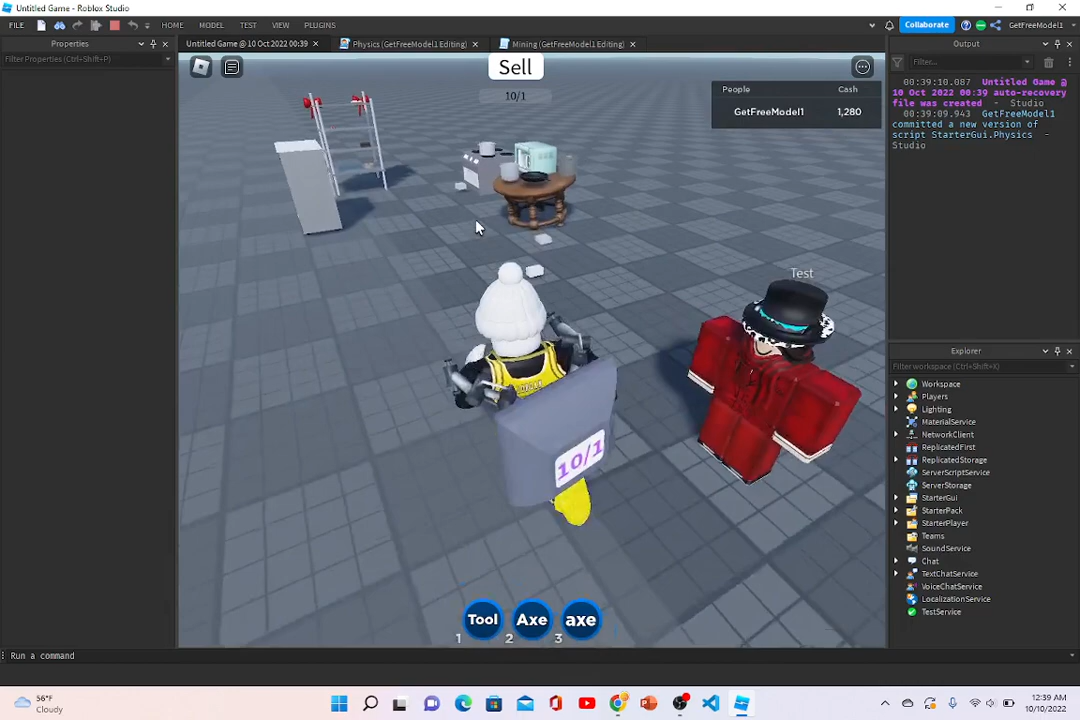 Untitled Game - Roblox Studio
FILE HOME MODEL TEST VIEW PLUGINS Collaborate GetFreeModel1
Properties
Filter Properties (Ctrl+Shift+P)
Untitled Game @ 10 Oct 2022 00:39 Physics (GetFreeModel1 Editing) Mining (GetFreeModel1 Editing)
Sell
10/1
People Cash
GetFreeModel1 1,280
Test
10/1
Tool Axe axe
1 2 3
Output
Filter...
00:39:10.087 Untitled Game @
10 Oct 2022 00:39 auto-recovery
file was created - Studio
00:39:09.943 GetFreeModel1
committed a new version of
script StarterGui.Physics -
Studio
Explorer
Filter workspace (Ctrl+Shift+X)
Workspace
Players
Lighting
MaterialService
NetworkClient
ReplicatedFirst
ReplicatedStorage
ServerScriptService
ServerStorage
StarterGui
StarterPack
StarterPlayer
Teams
SoundService
Chat
TextChatService
VoiceChatService
LocalizationService
TestService
Run a command
56°F
Cloudy
12:39 AM
10/10/2022